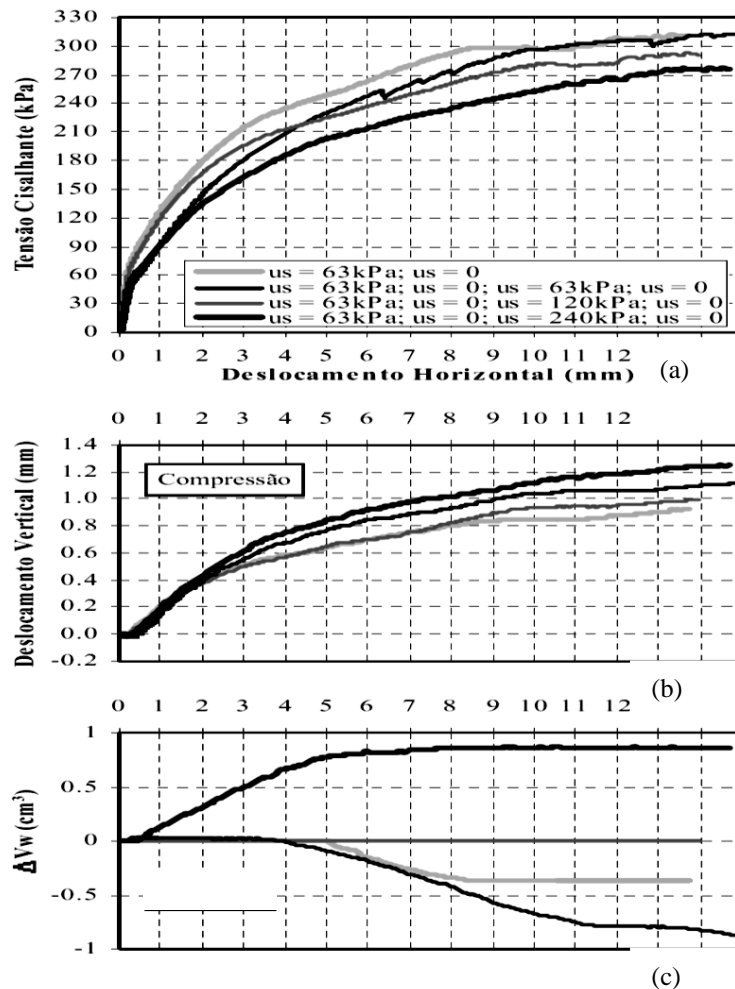 330
300
270
240
210
180
150
120
90
60
30
0
Tensão Cisalhante (kPa)
us = 63kPa; us = 0
us = 63kPa; us = 0; us = 63kPa; us = 0
us = 63kPa; us = 0; us = 120kPa; us = 0
us = 63kPa; us = 0; us = 240kPa; us = 0
0 1 2 3 4 5 6 7 8 9 10 11 12
Deslocamento Horizontal (mm)
(a)
0 1 2 3 4 5 6 7 8 9 10 11 12
1.4
1.2
1.0
0.8
0.6
0.4
0.2
0.0
-0.2
Deslocamento Vertical (mm)
Compressão
(b)
0 1 2 3 4 5 6 7 8 9 10 11 12
1
0.5
0
-0.5
-1
ΔVw (cm³)
(c)